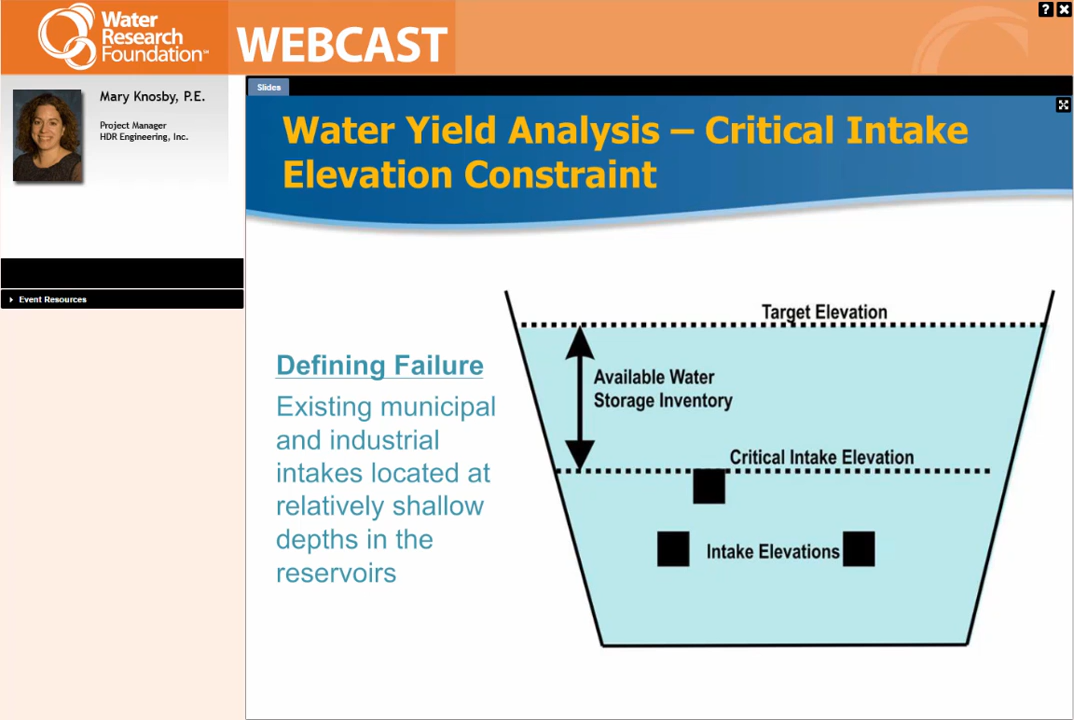 Water
Research
Foundation℠
WEBCAST
?
Mary Knosby, P.E.
Project Manager
HDR Engineering, Inc.
Event Resources
Slides
Water Yield Analysis – Critical Intake
Elevation Constraint
Defining Failure
Existing municipal
and industrial
intakes located at
relatively shallow
depths in the
reservoirs
Target Elevation
Available Water
Storage Inventory
Critical Intake Elevation
Intake Elevations